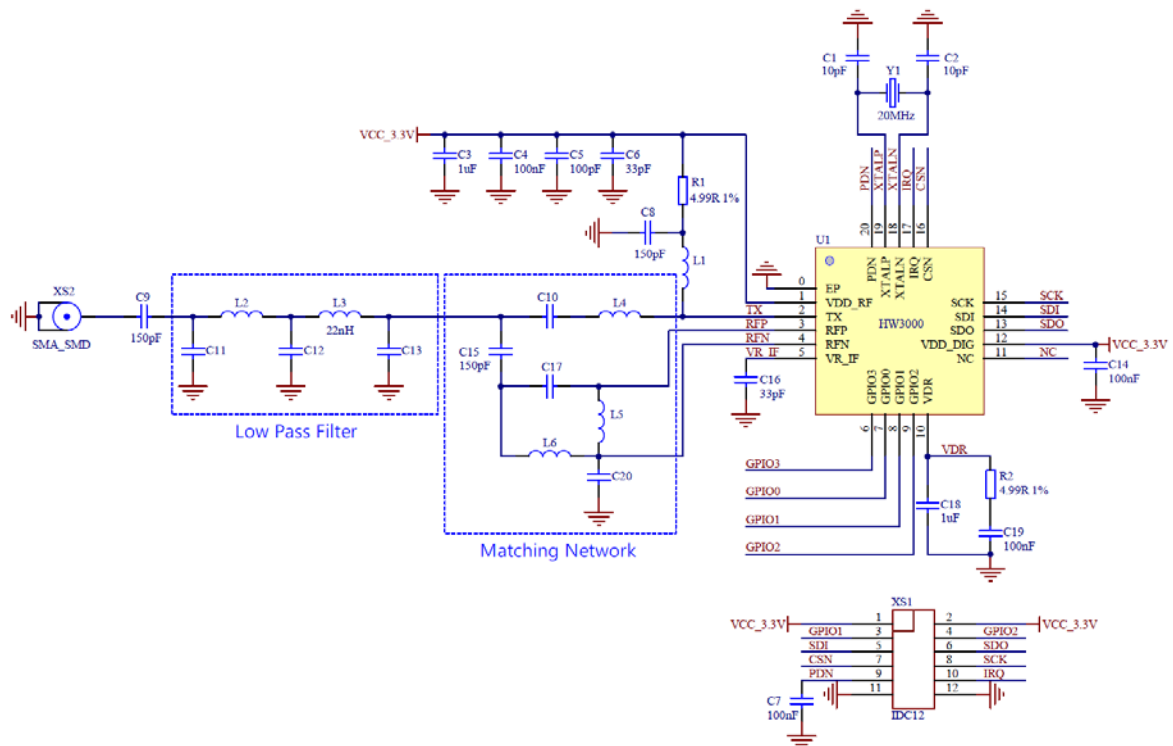 C1
10pF
C2
10pF
Y1
20MHz
VCC_3.3V
C3
1uF
C4
100nF
C5
100pF
C6
33pF
R1
4.99R 1%
C8
150pF
L1
PDN
XTALP
XTALN
IRQ
CSN
20
19
18
17
16
U1
PDN
XTALP
XTALN
IRQ
CSN
XS2
SMA_SMD
C9
150pF
L2
L3
22nH
C11
C12
C13
Low Pass Filter
C10
L4
C15
150pF
C17
L5
L6
C20
Matching Network
TX
RFP
RFN
VR_IF
0
1
2
3
4
5
EP
VDD_RF
TX
RFP
RFN
VR_IF
HW3000
SCK
SDI
SDO
VDD_DIG
NC
15
14
13
12
11
SCK
SDI
SDO
VCC_3.3V
NC
C14
100nF
C16
33pF
GPIO3
GPIO0
GPIO1
GPIO2
VDR
6
7
8
9
10
GPIO3
GPIO0
GPIO1
GPIO2
VDR
R2
4.99R 1%
C18
1uF
C19
100nF
XS1
VCC_3.3V
1
2
VCC_3.3V
GPIO1
3
4
GPIO2
SDI
5
6
SDO
CSN
7
8
SCK
PDN
9
10
IRQ
11
12
C7
100nF
IDC12